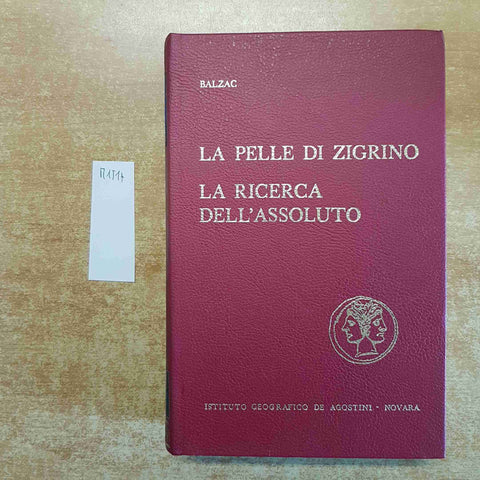 BALZAC
LA PELLE DI ZIGRINO
LA RICERCA
DELL'ASSOLUTO
ISTITUTO GEOGRAFICO DE AGOSTINI - NOVARA